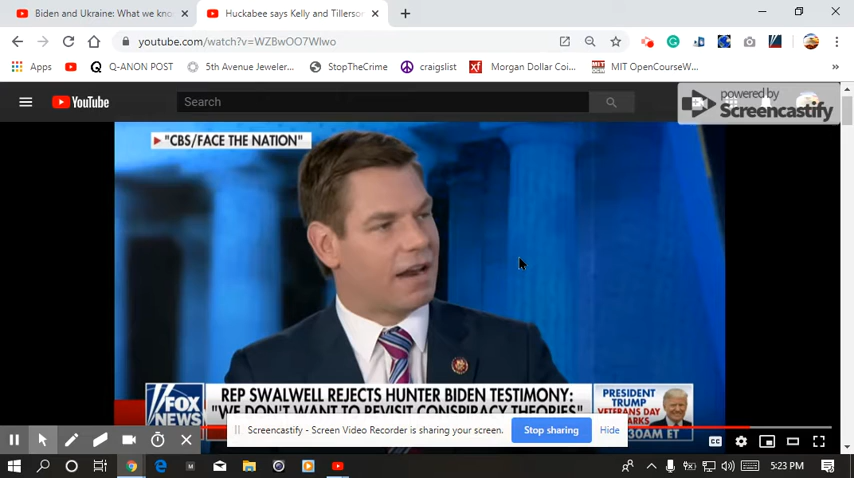 Biden and Ukraine: What we kno
Huckabee says Kelly and Tillerso
youtube.com/watch?v=WZBwOO7WIwo
Apps
Q-ANON POST
5th Avenue Jeweler...
StopTheCrime
craigslist
xf
Morgan Dollar Coi...
MIT
MIT OpenCourseW...
YouTube
Search
powered by
Screencastify
"CBS/FACE THE NATION"
FOX
NEWS
REP SWALWELL REJECTS HUNTER BIDEN TESTIMONY:
"WE DON'T WANT TO REVISIT CONSPIRACY THEORIES"
PRESIDENT
TRUMP
VETERANS DAY
30AM ET
Screencastify - Screen Video Recorder is sharing your screen.
Stop sharing
Hide
CC
M
5:23 PM